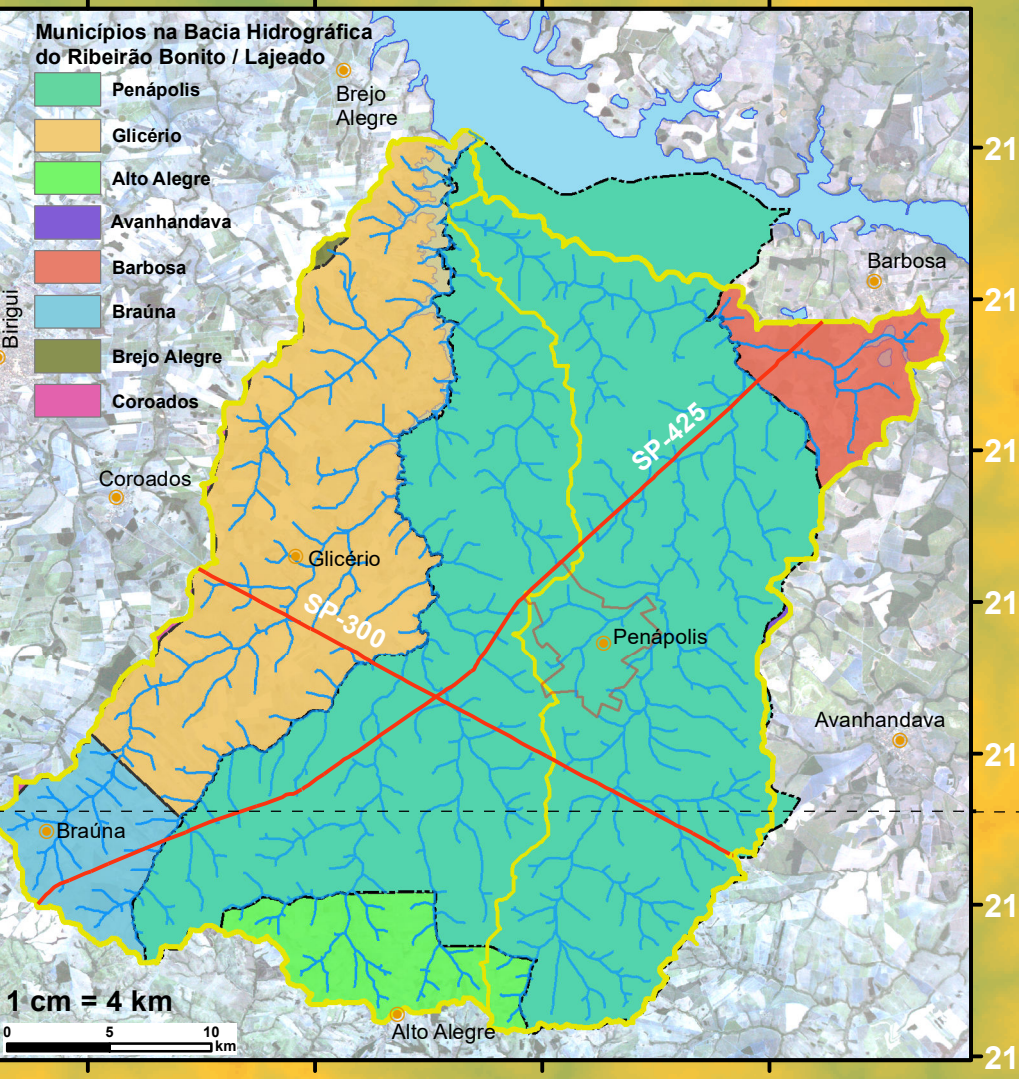 Municípios na Bacia Hidrográfica
do Ribeirão Bonito / Lajeado
Penápolis
Glicério
Alto Alegre
Avanhandava
Barbosa
Braúna
Brejo Alegre
Coroados
Brejo
Alegre
Barbosa
Birigui
SP-425
Coroados
Glicério
SP-300
Penápolis
Avanhandava
Braúna
Alto Alegre
1 cm = 4 km
0 5 10
km
21
21
21
21
21
21
21